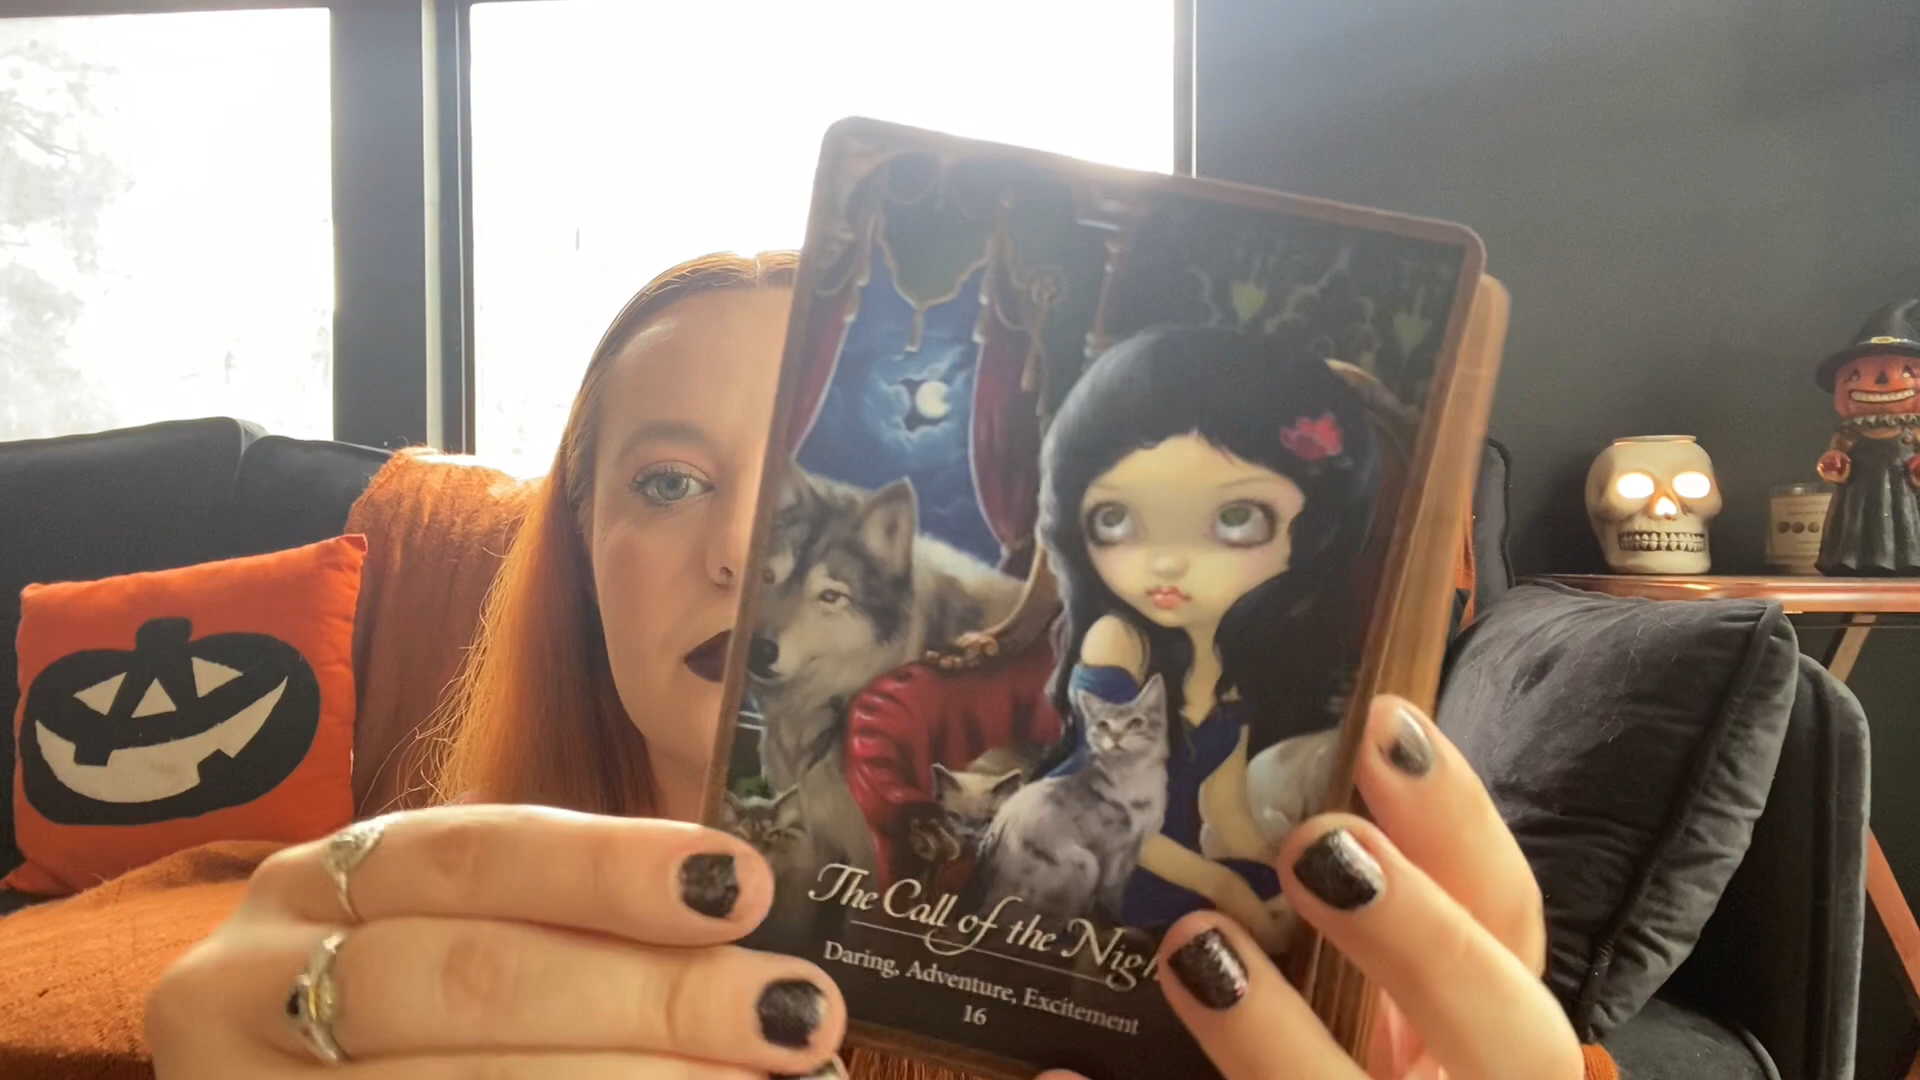 The Call of the Nigh
Daring, Adventure, Excitement
16